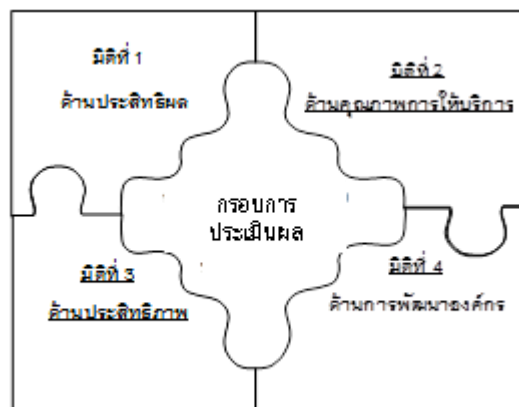 มิติที่ 1
ด้านประสิทธิผล
มิติที่ 2
ด้านคุณภาพการให้บริการ
กรอบการ
ประเมินผล
มิติที่ 3
ด้านประสิทธิภาพ
มิติที่ 4
ด้านการพัฒนาองค์กร